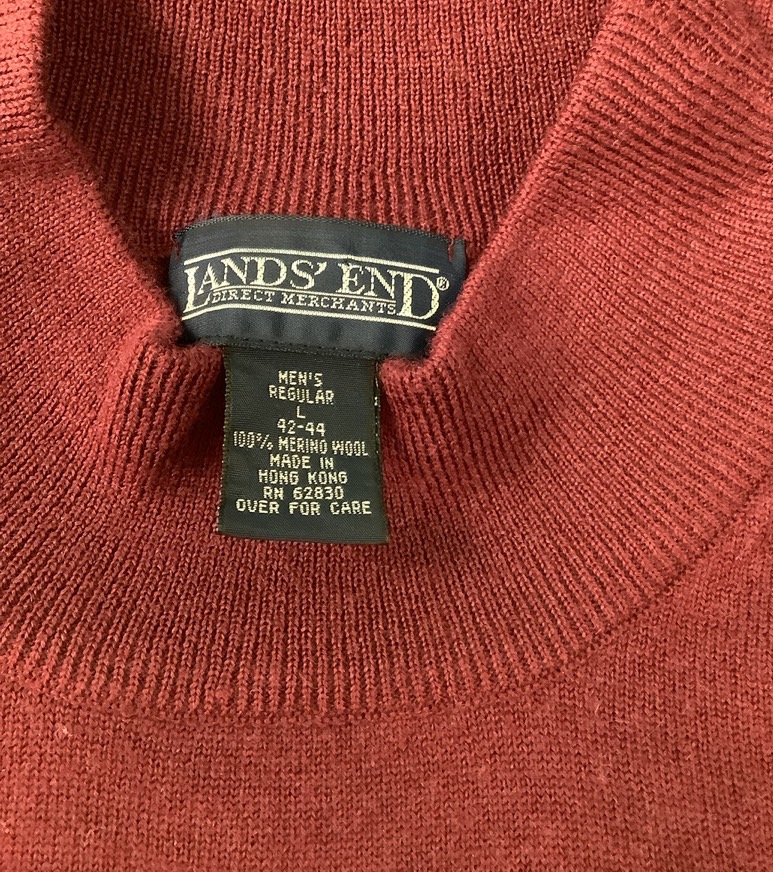 LANDS' END®
DIRECT MERCHANTS
MEN'S
REGULAR
L
42-44
100% MERINO WOOL
MADE IN
HONG KONG
RN 62830
OVER FOR CARE